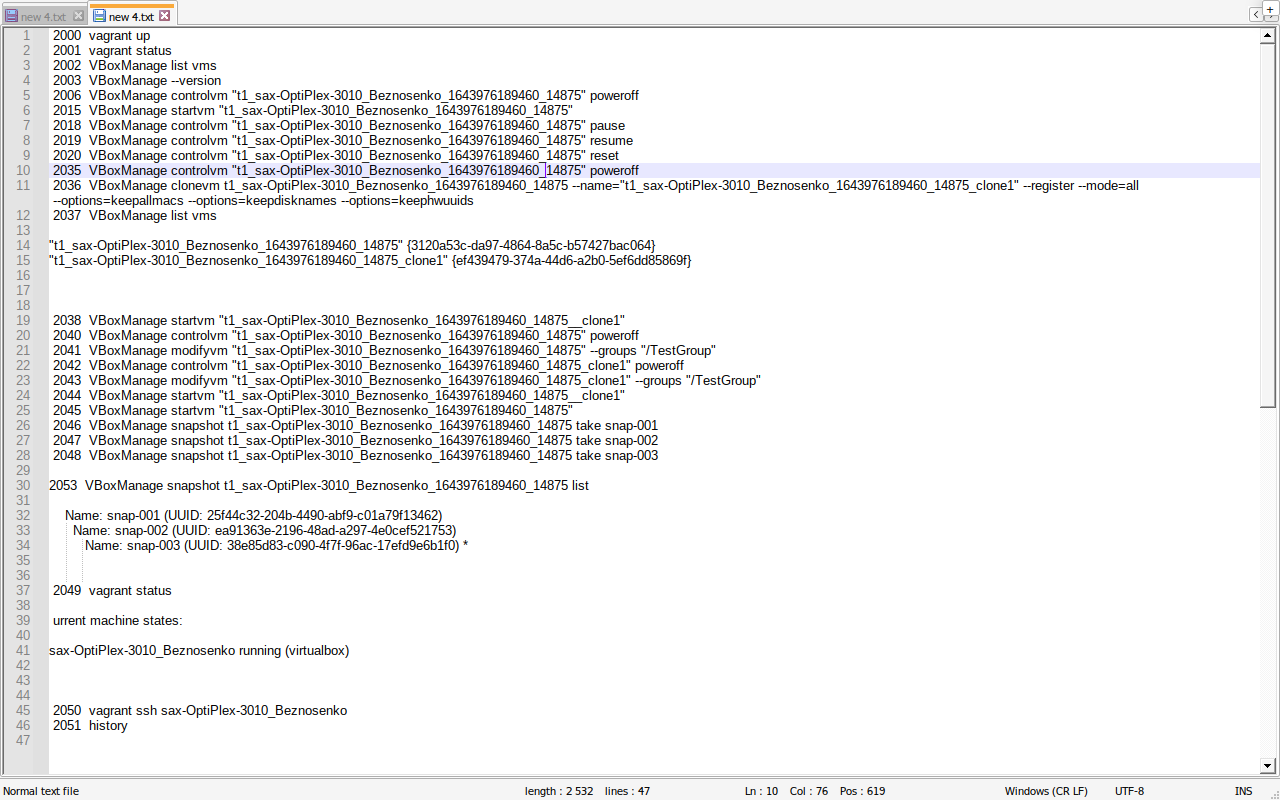 new 4.txt
new 4.txt
1 2000 vagrant up
2 2001 vagrant status
3 2002 VBoxManage list vms
4 2003 VBoxManage --version
5 2006 VBoxManage controlvm "t1_sax-OptiPlex-3010_Beznosenko_1643976189460_14875" poweroff
6 2015 VBoxManage startvm "t1_sax-OptiPlex-3010_Beznosenko_1643976189460_14875"
7 2018 VBoxManage controlvm "t1_sax-OptiPlex-3010_Beznosenko_1643976189460_14875" pause
8 2019 VBoxManage controlvm "t1_sax-OptiPlex-3010_Beznosenko_1643976189460_14875" resume
9 2020 VBoxManage controlvm "t1_sax-OptiPlex-3010_Beznosenko_1643976189460_14875" reset
10 2035 VBoxManage controlvm "t1_sax-OptiPlex-3010_Beznosenko_1643976189460_14875" poweroff
11 2036 VBoxManage clonevm t1_sax-OptiPlex-3010_Beznosenko_1643976189460_14875 --name="t1_sax-OptiPlex-3010_Beznosenko_1643976189460_14875_clone1" --register --mode=all
--options=keepallmacs --options=keepdisknames --options=keephwuuids
12 2037 VBoxManage list vms
13
14 "t1_sax-OptiPlex-3010_Beznosenko_1643976189460_14875" {3120a53c-da97-4864-8a5c-b57427bac064}
15 "t1_sax-OptiPlex-3010_Beznosenko_1643976189460_14875_clone1" {ef439479-374a-44d6-a2b0-5ef6dd85869f}
16
17
18
19 2038 VBoxManage startvm "t1_sax-OptiPlex-3010_Beznosenko_1643976189460_14875__clone1"
20 2040 VBoxManage controlvm "t1_sax-OptiPlex-3010_Beznosenko_1643976189460_14875" poweroff
21 2041 VBoxManage modifyvm "t1_sax-OptiPlex-3010_Beznosenko_1643976189460_14875" --groups "/TestGroup"
22 2042 VBoxManage controlvm "t1_sax-OptiPlex-3010_Beznosenko_1643976189460_14875_clone1" poweroff
23 2043 VBoxManage modifyvm "t1_sax-OptiPlex-3010_Beznosenko_1643976189460_14875_clone1" --groups "/TestGroup"
24 2044 VBoxManage startvm "t1_sax-OptiPlex-3010_Beznosenko_1643976189460_14875__clone1"
25 2045 VBoxManage startvm "t1_sax-OptiPlex-3010_Beznosenko_1643976189460_14875"
26 2046 VBoxManage snapshot t1_sax-OptiPlex-3010_Beznosenko_1643976189460_14875 take snap-001
27 2047 VBoxManage snapshot t1_sax-OptiPlex-3010_Beznosenko_1643976189460_14875 take snap-002
28 2048 VBoxManage snapshot t1_sax-OptiPlex-3010_Beznosenko_1643976189460_14875 take snap-003
29
30 2053 VBoxManage snapshot t1_sax-OptiPlex-3010_Beznosenko_1643976189460_14875 list
31
32 Name: snap-001 (UUID: 25f44c32-204b-4490-abf9-c01a79f13462)
33 Name: snap-002 (UUID: ea91363e-2196-48ad-a297-4e0cef521753)
34 Name: snap-003 (UUID: 38e85d83-c090-4f7f-96ac-17efd9e6b1f0) *
35
36
37 2049 vagrant status
38
39 urrent machine states:
40
41 sax-OptiPlex-3010_Beznosenko running (virtualbox)
42
43
44
45 2050 vagrant ssh sax-OptiPlex-3010_Beznosenko
46 2051 history
47
Normal text file length : 2 532 lines : 47 Ln : 10 Col : 76 Pos : 619 Windows (CR LF) UTF-8 INS